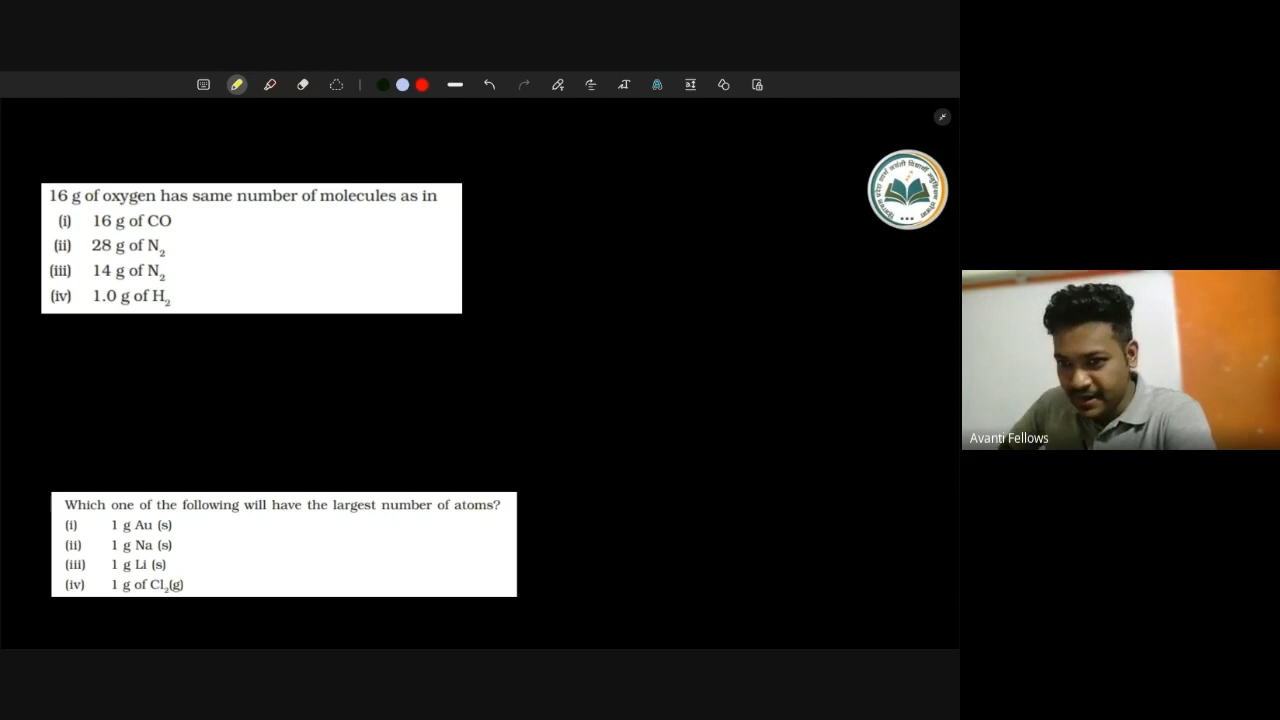 16 g of oxygen has same number of molecules as in
(i) 16 g of CO
(ii) 28 g of N₂
(iii) 14 g of N₂
(iv) 1.0 g of H₂
Avanti Fellows
Which one of the following will have the largest number of atoms?
(i) 1 g Au (s)
(ii) 1 g Na (s)
(iii) 1 g Li (s)
(iv) 1 g of Cl₂(g)